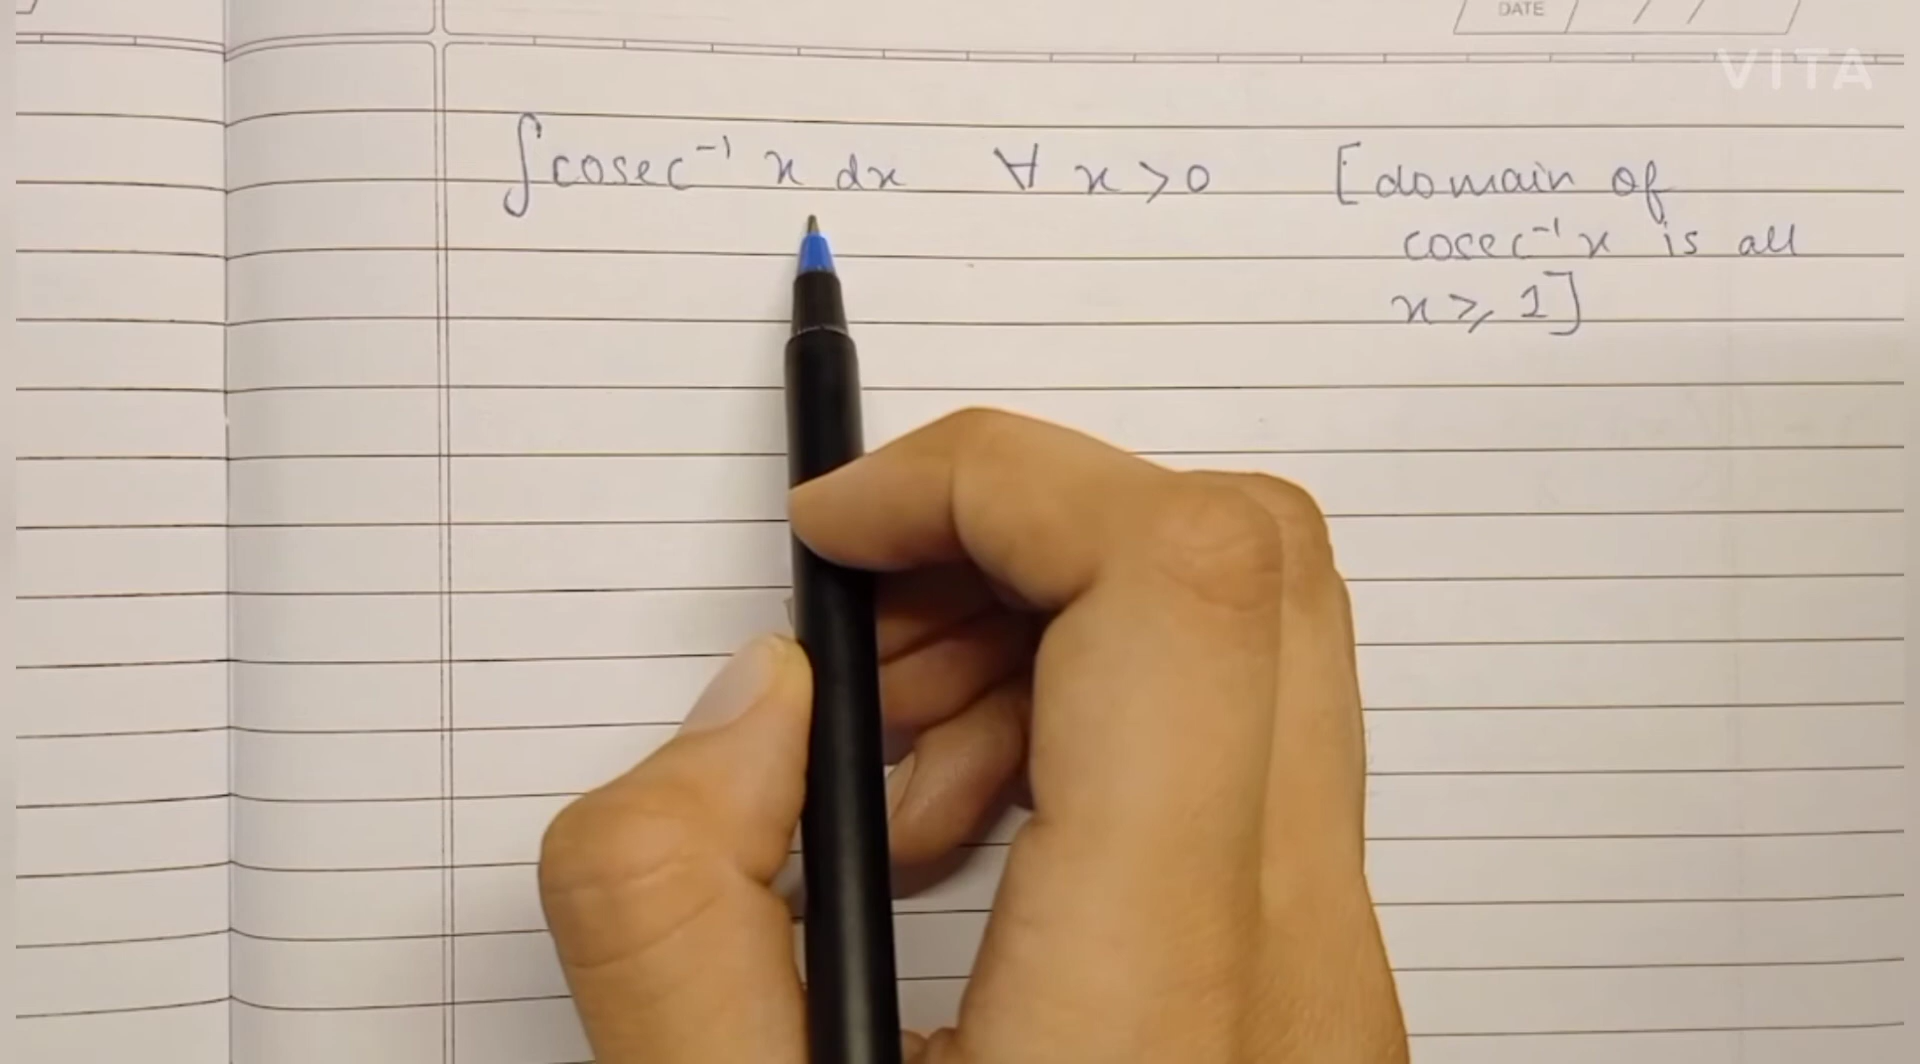 DATE / /
VITA
∫cosec⁻¹ x dx ∀ x > 0 [domain of
cosec⁻¹ x is all
x ⩾ 1]